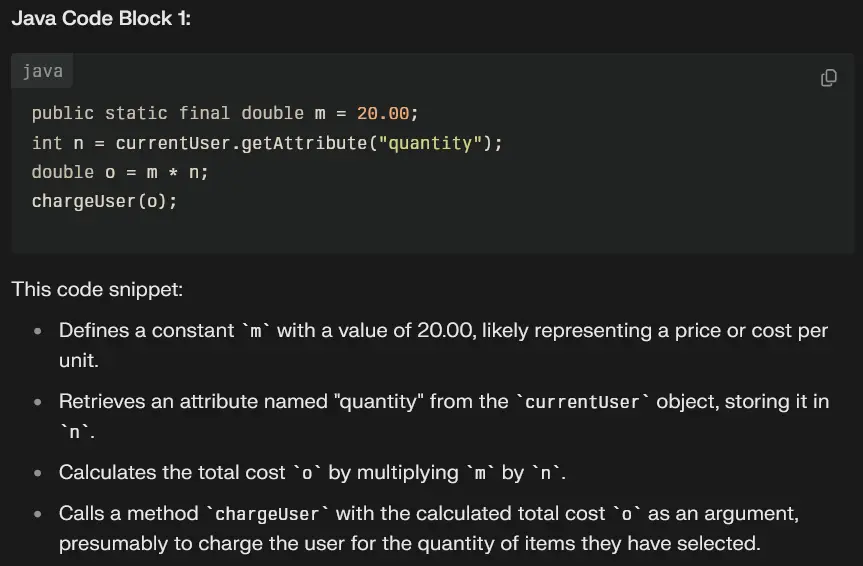 Java Code Block 1:
java
public static final double m = 20.00;
int n = currentUser.getAttribute("quantity");
double o = m * n;
chargeUser(o);
This code snippet:
• Defines a constant `m` with a value of 20.00, likely representing a price or cost per
unit.
• Retrieves an attribute named "quantity" from the `currentUser` object, storing it in
`n`.
• Calculates the total cost `o` by multiplying `m` by `n`.
• Calls a method `chargeUser` with the calculated total cost `o` as an argument,
presumably to charge the user for the quantity of items they have selected.